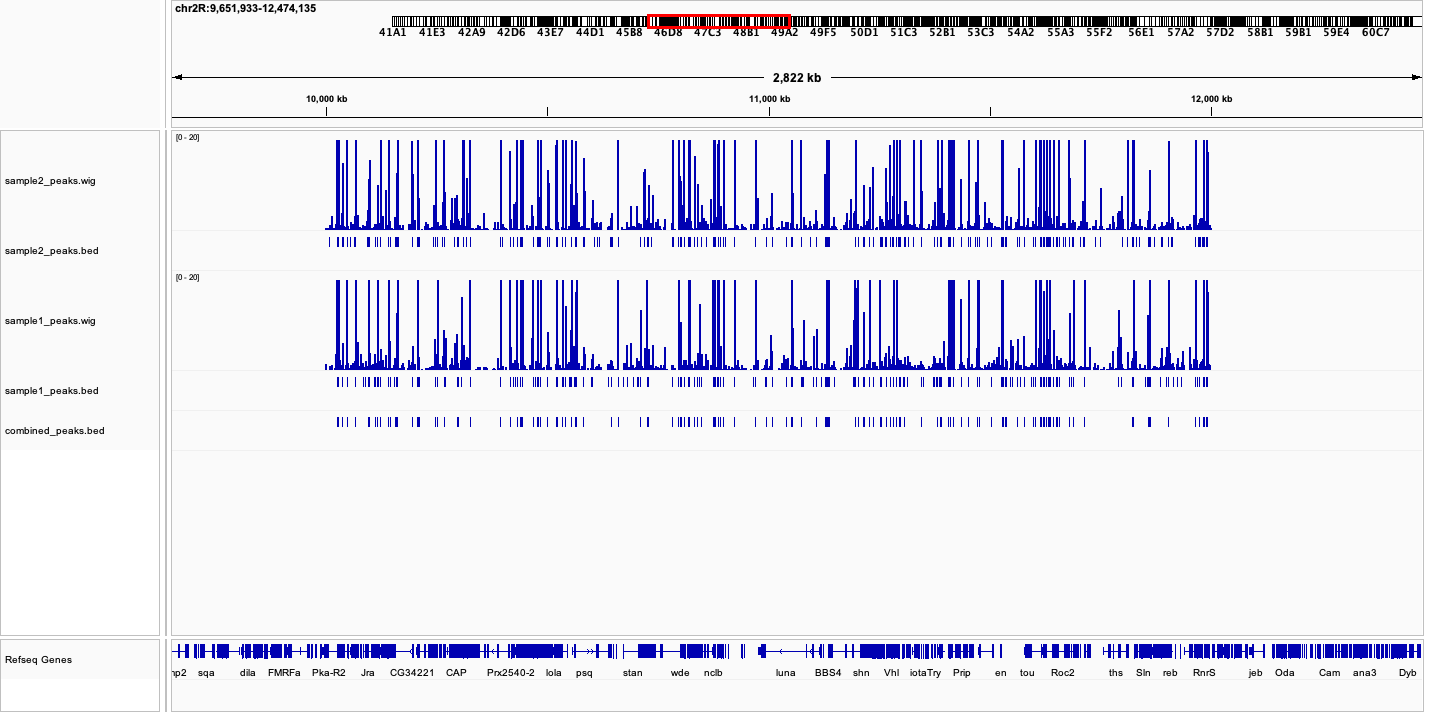 chr2R:9,651,933-12,474,135
41A1 41E3 42A9 42D6 43E7 44D1 45B8 46D8 47C3 48B1 49A2 49F5 50D1 51C3 52B1 53C3 54A2 55A3 55F2 56E1 57A2 57D2 58B1 59B1 59E4 60C7
2,822 kb
10,000 kb 11,000 kb 12,000 kb
[0 - 20]
sample2_peaks.wig
sample2_peaks.bed
[0 - 20]
sample1_peaks.wig
sample1_peaks.bed
combined_peaks.bed
Refseq Genes
sqa dila FMRFa Pka-R2 Jra CG34221 CAP Prx2540-2 lola psq stan wde nclb luna BBS4 shn Vhl iotaTry Prip en tou Roc2 ths Sln reb RnrS jeb Oda Cam ana3 Dyb